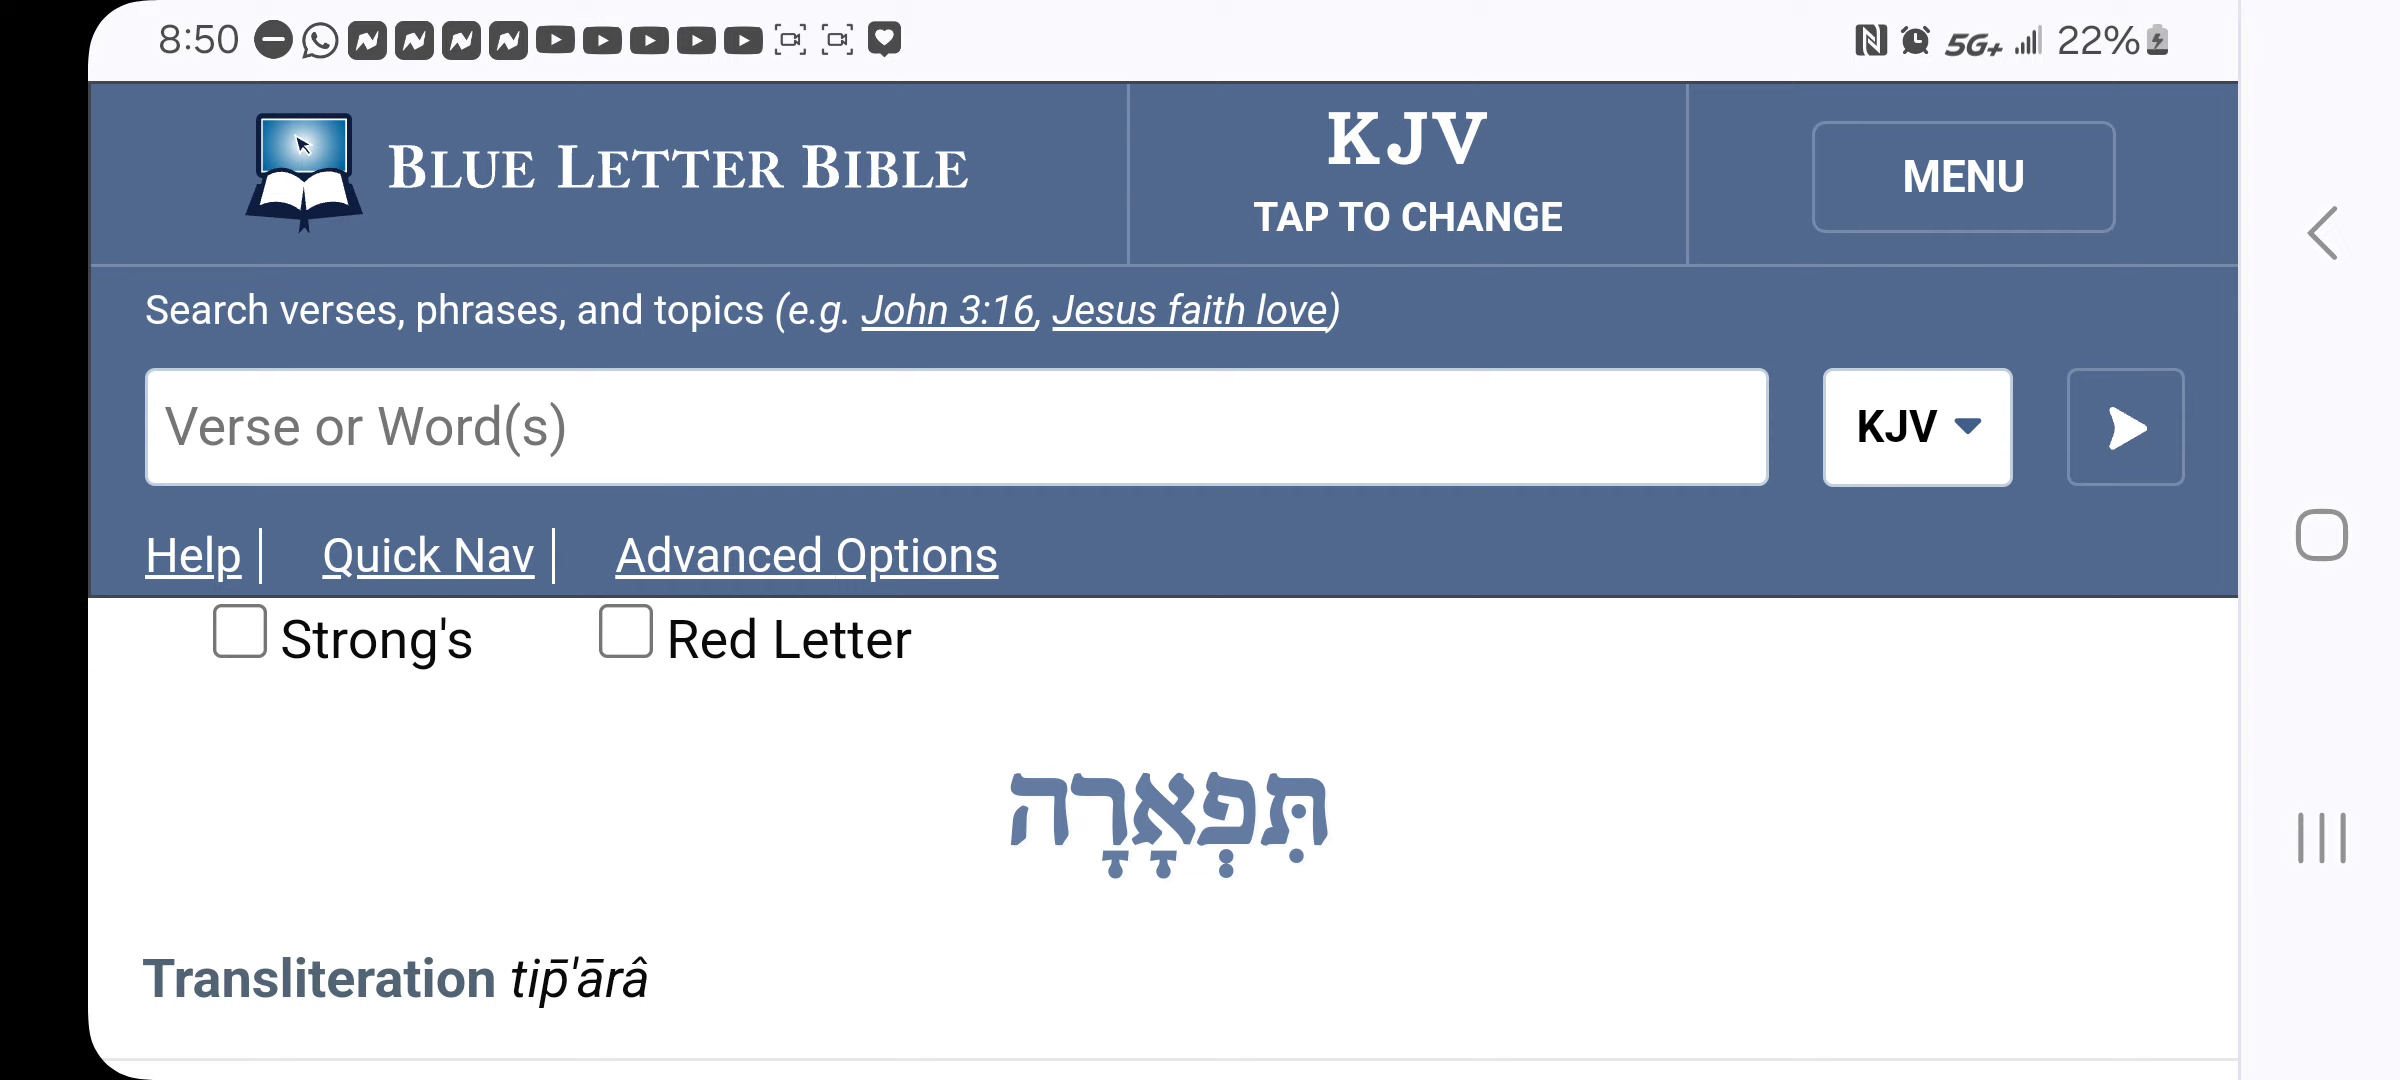 8:50
5G+ 22%
BLUE LETTER BIBLE
KJV
TAP TO CHANGE
MENU
Search verses, phrases, and topics (e.g. John 3:16, Jesus faith love)
Verse or Word(s)
KJV
Help
Quick Nav
Advanced Options
Strong's
Red Letter
תִּפְאָרָה
Transliteration tip̄'ārâ